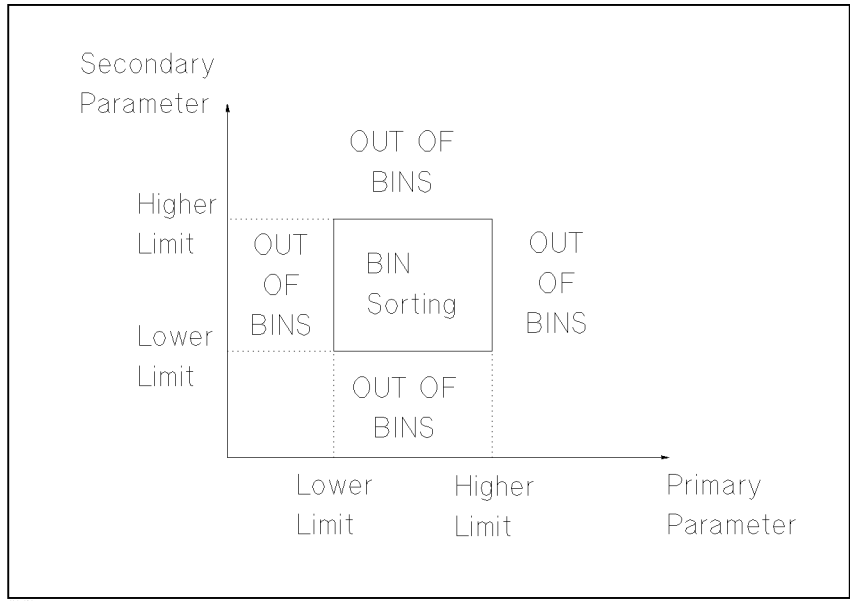 Secondary
Parameter
OUT OF
BINS
Higher
Limit
OUT
OF
BINS
BIN
Sorting
OUT
OF
BINS
Lower
Limit
OUT OF
BINS
Lower
Limit
Higher
Limit
Primary
Parameter